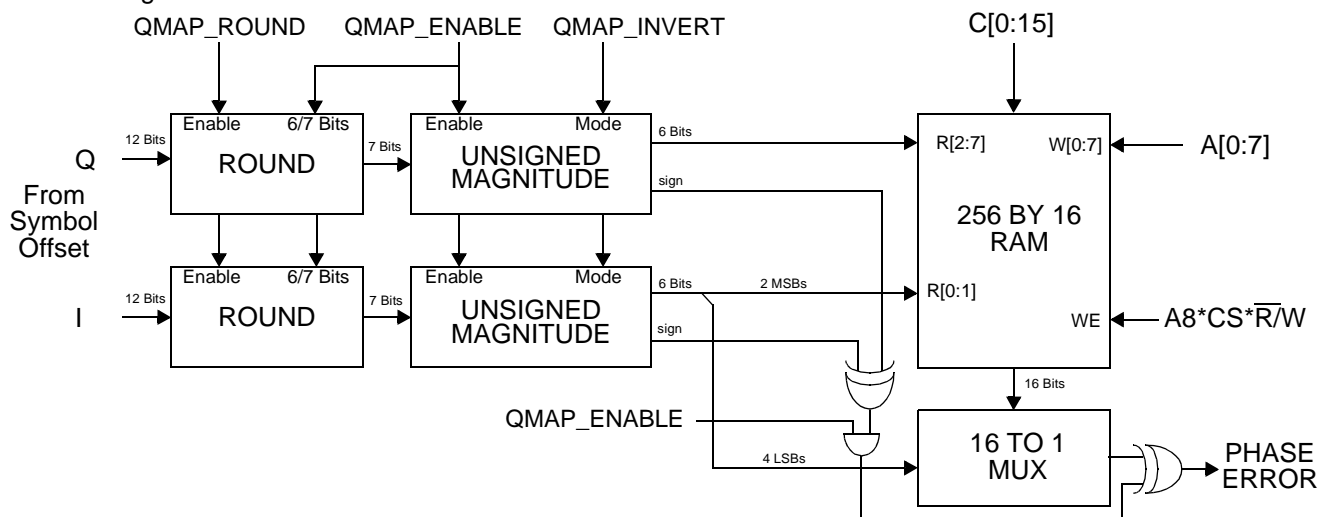 QMAP_ROUND
QMAP_ENABLE
QMAP_INVERT
C[0:15]
Enable
6/7 Bits
Enable
Mode
12 Bits
Q
ROUND
7 Bits
UNSIGNED
MAGNITUDE
6 Bits
sign
R[2:7]
W[0:7]
A[0:7]
From
Symbol
Offset
256 BY 16
RAM
Enable
6/7 Bits
Enable
Mode
12 Bits
I
ROUND
7 Bits
UNSIGNED
MAGNITUDE
6 Bits
2 MSBs
sign
R[0:1]
WE
A8*CS*R̅/W
16 Bits
QMAP_ENABLE
4 LSBs
16 TO 1
MUX
PHASE
ERROR